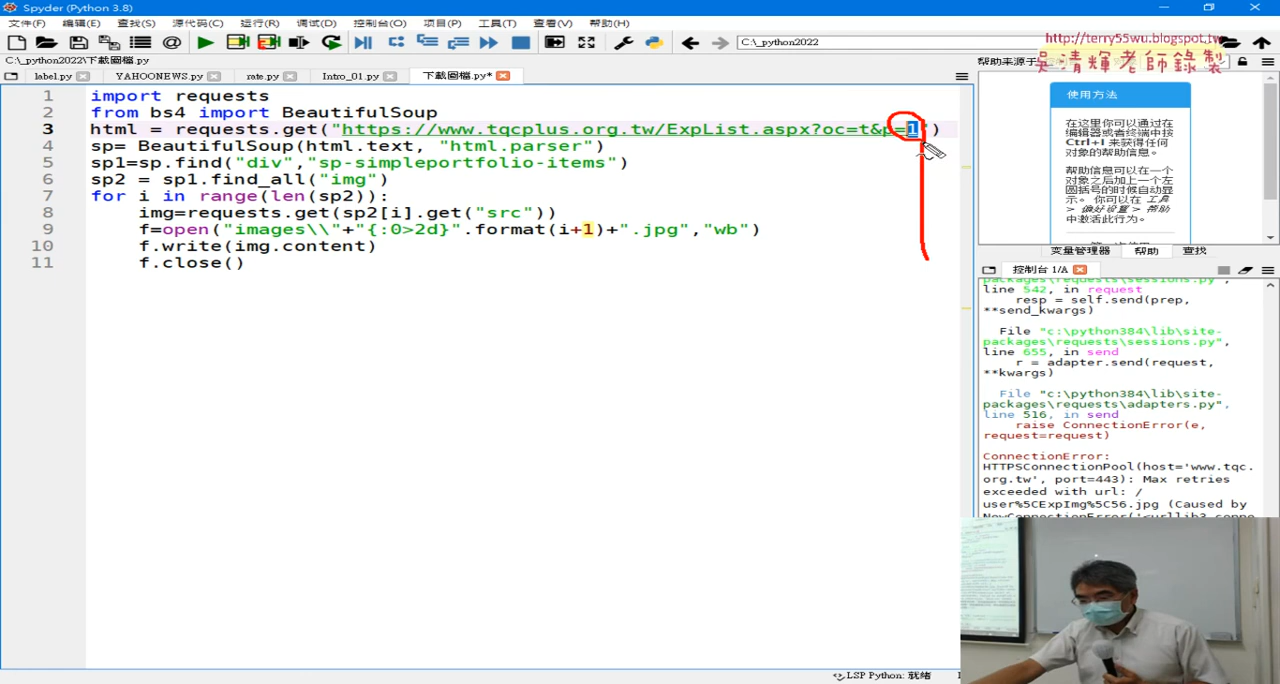 Spyder (Python 3.8)
文件(F) 编辑(E) 查找(S) 源代码(C) 运行(R) 调试(D) 控制台(O) 项目(P) 工具(T) 查看(V) 帮助(H)
C:\_python2022
http://terry55wu.blogspot.tw
吳清輝老師錄製
C:\_python2022\下載圖檔.py
label.py YAHOONEWS.py rate.py Intro_01.py 下載圖檔.py*
1 import requests
2 from bs4 import BeautifulSoup
3 html = requests.get("https://www.tqcplus.org.tw/ExpList.aspx?oc=t&p=1")
4 sp= BeautifulSoup(html.text, "html.parser")
5 sp1=sp.find("div","sp-simpleportfolio-items")
6 sp2 = sp1.find_all("img")
7 for i in range(len(sp2)):
8 img=requests.get(sp2[i].get("src"))
9 f=open("images\\"+"{:0>2d}".format(i+1)+".jpg","wb")
10 f.write(img.content)
11 f.close()
帮助来源于
使用方法
在这里你可以通过在
编辑器或者终端中按
Ctrl+I 来获得任何
对象的帮助信息。
帮助信息可以在一个
对象之后加上一个左
圆括号的时候自动显
示。 你可以在 工具
> 偏好设置 > 帮助
中激活此行为。
变量管理器 帮助 查找
控制台 1/A
packages\requests\sessions.py",
line 542, in request
resp = self.send(prep,
**send_kwargs)
File "c:\python384\lib\site-
packages\requests\sessions.py",
line 655, in send
r = adapter.send(request,
**kwargs)
File "c:\python384\lib\site-
packages\requests\adapters.py",
line 516, in send
raise ConnectionError(e,
request=request)
ConnectionError:
HTTPSConnectionPool(host='www.tqc.
org.tw', port=443): Max retries
exceeded with url: /
user%5CExpImg%5C56.jpg (Caused by
LSP Python: 就绪